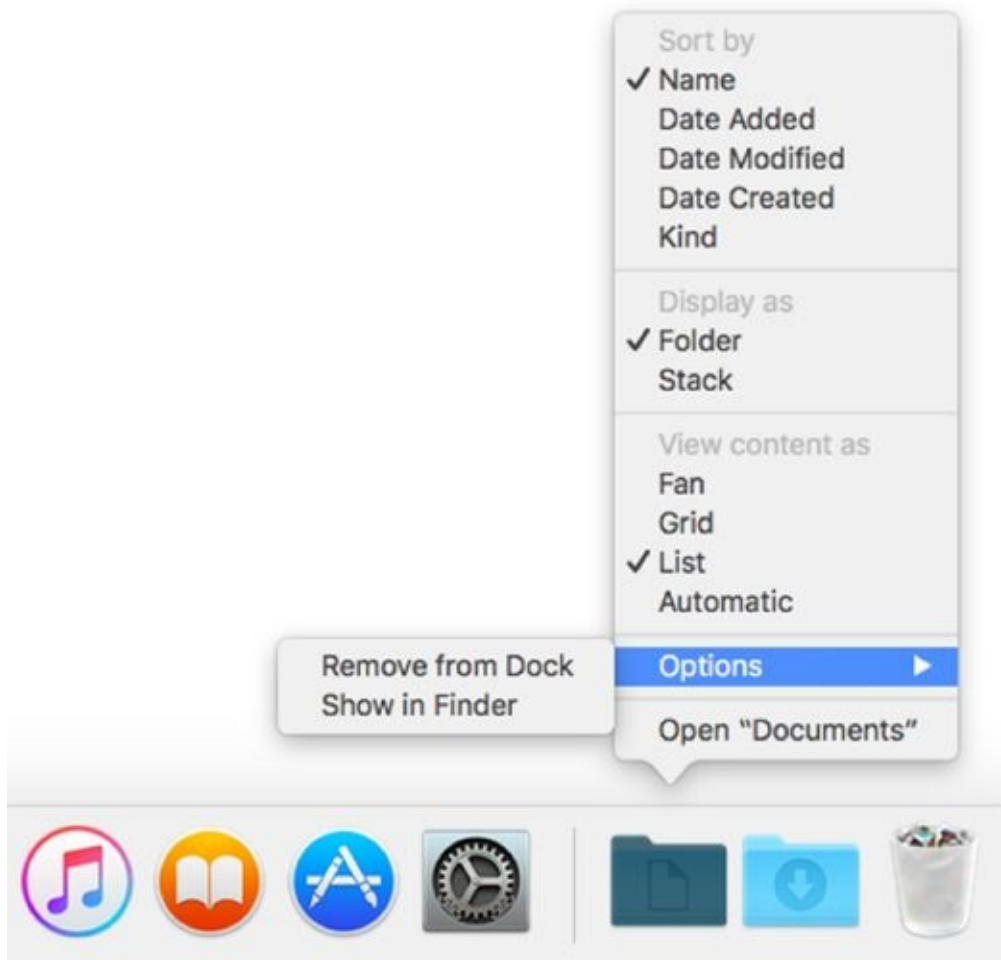 Sort by
✓ Name
Date Added
Date Modified
Date Created
Kind
Display as
✓ Folder
Stack
View content as
Fan
Grid
✓ List
Automatic
Options
Remove from Dock
Show in Finder
Open “Documents”